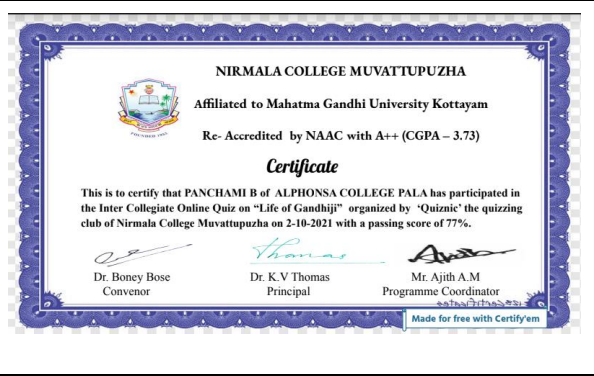 NIRMALA COLLEGE MUVATTUPUZHA
Affiliated to Mahatma Gandhi University Kottayam
Re- Accredited by NAAC with A++ (CGPA – 3.73)
Certificate
This is to certify that PANCHAMI B of ALPHONSA COLLEGE PALA has participated in
the Inter Collegiate Online Quiz on “Life of Gandhiji” organized by ‘Quiznic’ the quizzing
club of Nirmala College Muvattupuzha on 2-10-2021 with a passing score of 77%.
Thomas
Dr. Boney Bose
Dr. K.V Thomas
Mr. Ajith A.M
Convenor
Principal
Programme Coordinator
Made for free with Certify'em